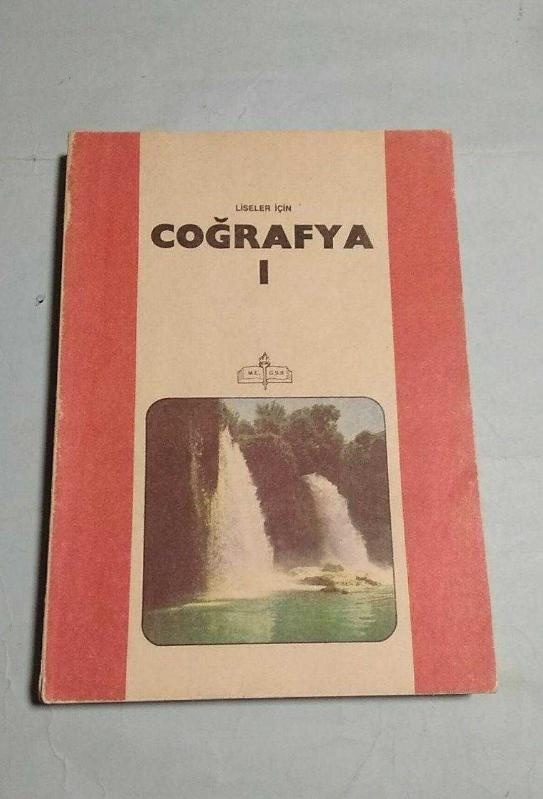 LİSELER İÇİN
COĞRAFYA
I
M.E. G.S.B